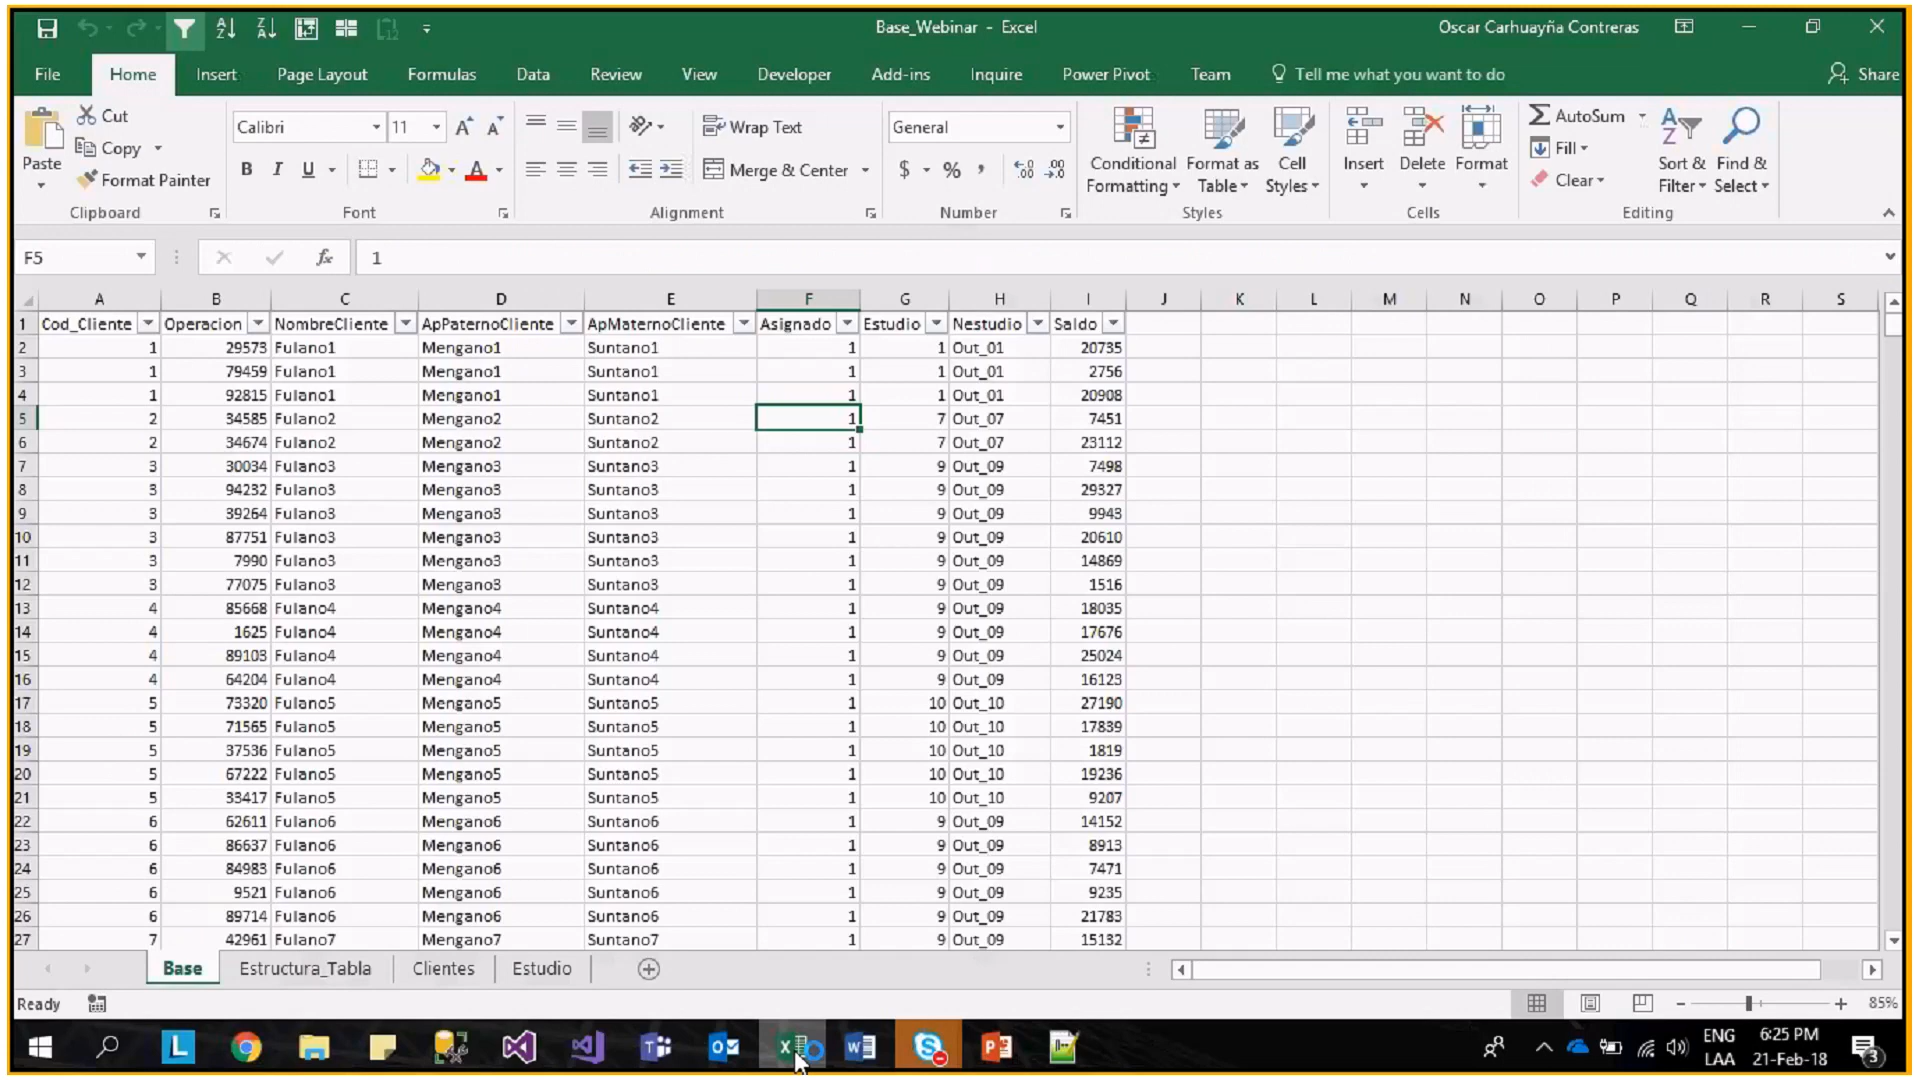 Base_Webinar - Excel
Oscar Carhuayña Contreras
File Home Insert Page Layout Formulas Data Review View Developer Add-ins Inquire Power Pivot Team Tell me what you want to do Share
Paste
Cut
Copy
Format Painter
Clipboard
Calibri 11
B I U
Font
Wrap Text
Merge & Center
Alignment
General
$ % ,
Number
Conditional Formatting
Format as Table
Cell Styles
Styles
Insert Delete Format
Cells
AutoSum
Fill
Clear
Sort & Filter
Find & Select
Editing
F5 fx 1
A B C D E F G H I J K L M N O P Q R S
1 Cod_Cliente Operacion NombreCliente ApPaternoCliente ApMaternoCliente Asignado Estudio Nestudio Saldo
2 1 29573 Fulano1 Mengano1 Suntano1 1 1 Out_01 20735
3 1 79459 Fulano1 Mengano1 Suntano1 1 1 Out_01 2756
4 1 92815 Fulano1 Mengano1 Suntano1 1 1 Out_01 20908
5 2 34585 Fulano2 Mengano2 Suntano2 1 7 Out_07 7451
6 2 34674 Fulano2 Mengano2 Suntano2 1 7 Out_07 23112
7 3 30034 Fulano3 Mengano3 Suntano3 1 9 Out_09 7498
8 3 94232 Fulano3 Mengano3 Suntano3 1 9 Out_09 29327
9 3 39264 Fulano3 Mengano3 Suntano3 1 9 Out_09 9943
10 3 87751 Fulano3 Mengano3 Suntano3 1 9 Out_09 20610
11 3 7990 Fulano3 Mengano3 Suntano3 1 9 Out_09 14869
12 3 77075 Fulano3 Mengano3 Suntano3 1 9 Out_09 1516
13 4 85668 Fulano4 Mengano4 Suntano4 1 9 Out_09 18035
14 4 1625 Fulano4 Mengano4 Suntano4 1 9 Out_09 17676
15 4 89103 Fulano4 Mengano4 Suntano4 1 9 Out_09 25024
16 4 64204 Fulano4 Mengano4 Suntano4 1 9 Out_09 16123
17 5 73320 Fulano5 Mengano5 Suntano5 1 10 Out_10 27190
18 5 71565 Fulano5 Mengano5 Suntano5 1 10 Out_10 17839
19 5 37536 Fulano5 Mengano5 Suntano5 1 10 Out_10 1819
20 5 67222 Fulano5 Mengano5 Suntano5 1 10 Out_10 19236
21 5 33417 Fulano5 Mengano5 Suntano5 1 10 Out_10 9207
22 6 62611 Fulano6 Mengano6 Suntano6 1 9 Out_09 14152
23 6 86637 Fulano6 Mengano6 Suntano6 1 9 Out_09 8913
24 6 84983 Fulano6 Mengano6 Suntano6 1 9 Out_09 7471
25 6 9521 Fulano6 Mengano6 Suntano6 1 9 Out_09 9235
26 6 89714 Fulano6 Mengano6 Suntano6 1 9 Out_09 21783
27 7 42961 Fulano7 Mengano7 Suntano7 1 9 Out_09 15132
Base Estructura_Tabla Clientes Estudio
Ready 85%
ENG 6:25 PM
LAA 21-Feb-18 3